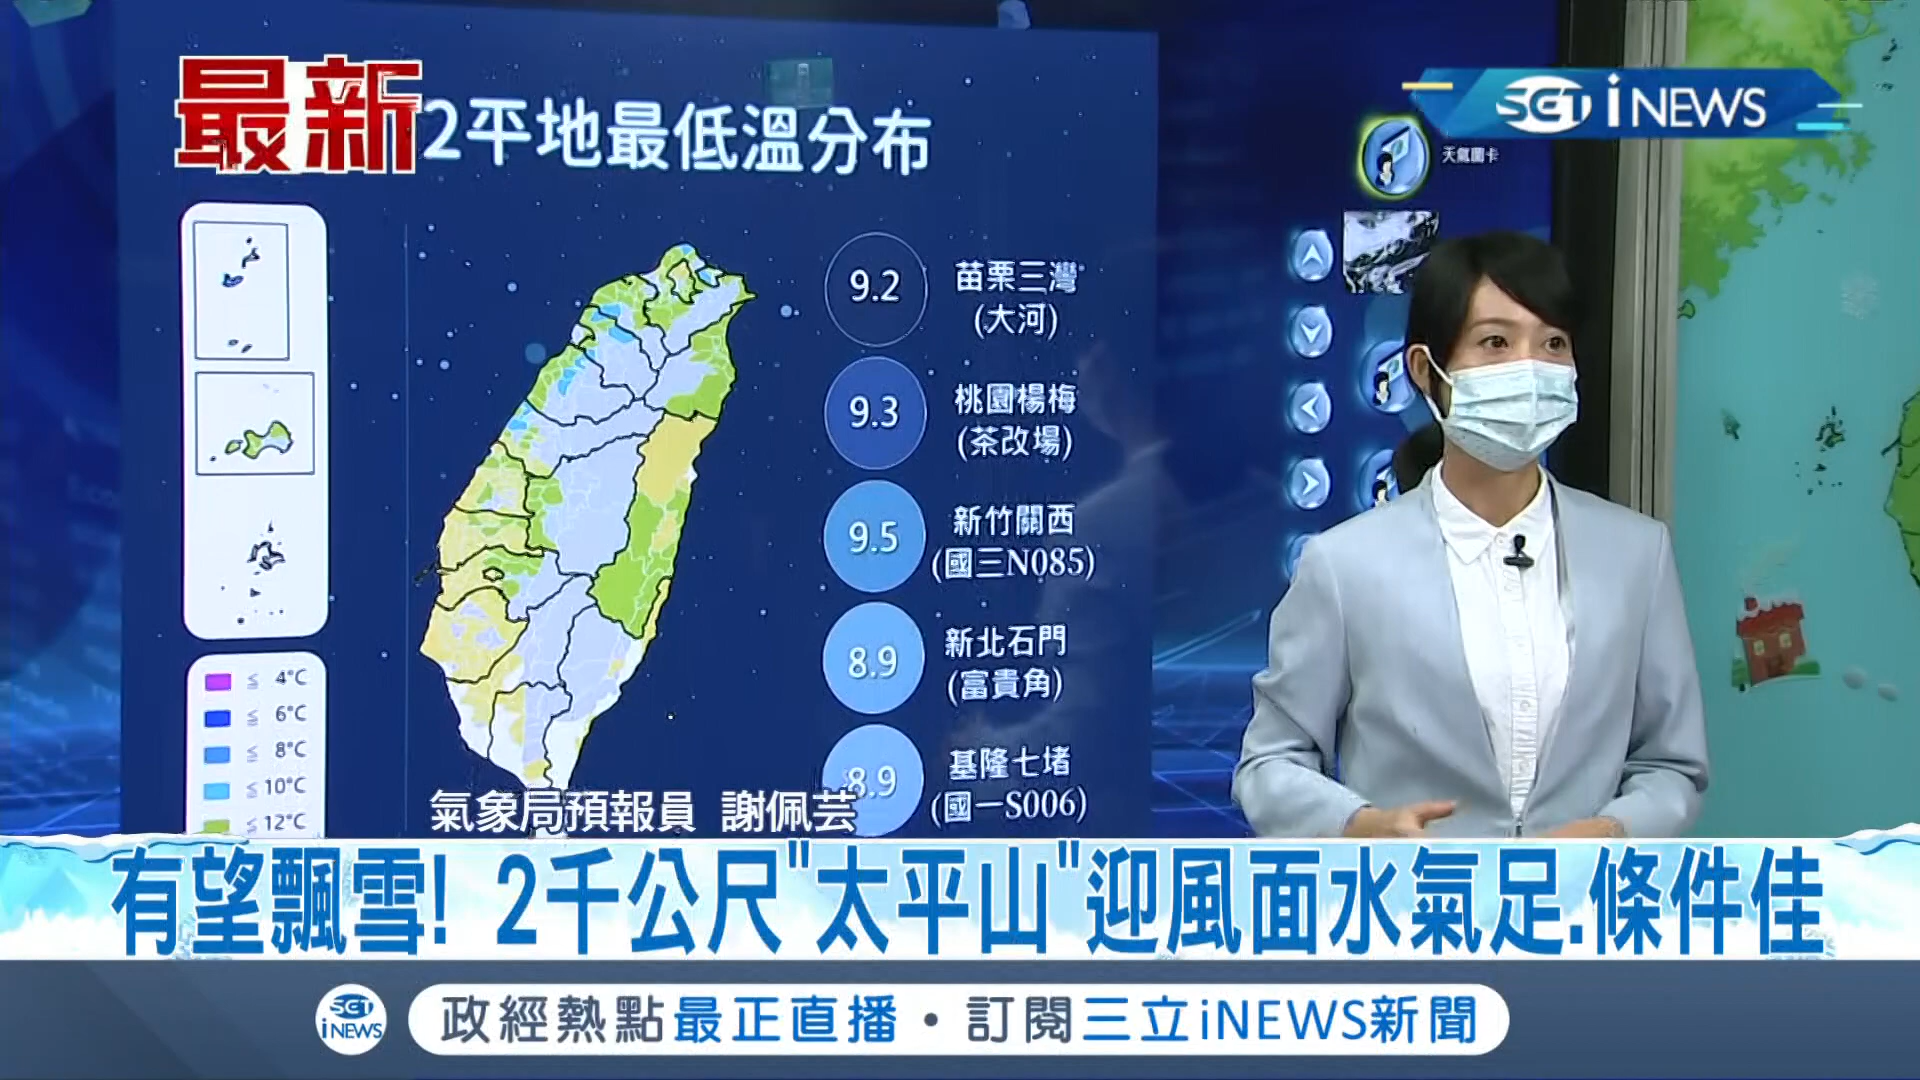 最新
2平地最低溫分布
SET iNEWS
天氣圖卡
9.2
苗栗三灣
(大河)
9.3
桃園楊梅
(茶改場)
9.5
新竹關西
(國三N085)
8.9
新北石門
(富貴角)
8.9
基隆七堵
(國一S006)
≦ 4°C
≦ 6°C
≦ 8°C
≦ 10°C
≦ 12°C
氣象局預報員 謝佩芸
有望飄雪! 2千公尺"太平山"迎風面水氣足.條件佳
SET iNEWS
政經熱點最正直播・訂閱三立iNEWS新聞